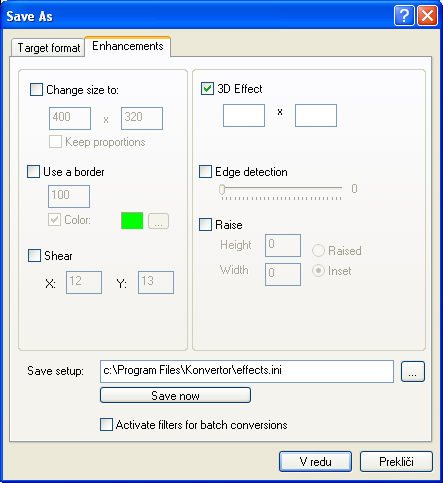 Save As
Target format
Enhancements
Change size to:
400 x 320
Keep proportions
Use a border
100
Color:
...
Shear
X: 12 Y: 13
3D Effect
x
Edge detection
0
Raise
Height 0
Raised
Width 0
Inset
Save setup: c:\Program Files\Konvertor\effects.ini ...
Save now
Activate filters for batch conversions
V redu
Prekliči